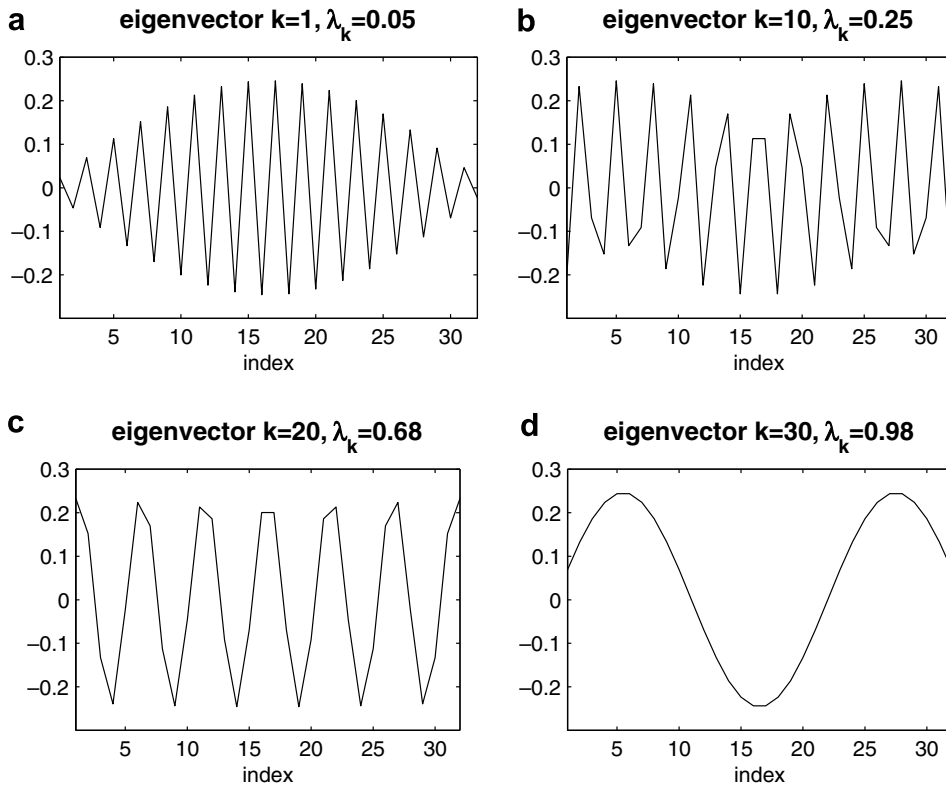 a
eigenvector k=1, λk=0.05
0.3
0.2
0.1
0
−0.1
−0.2
5 10 15 20 25 30
index
b
eigenvector k=10, λk=0.25
0.3
0.2
0.1
0
−0.1
−0.2
5 10 15 20 25 30
index
c
eigenvector k=20, λk=0.68
0.3
0.2
0.1
0
−0.1
−0.2
5 10 15 20 25 30
index
d
eigenvector k=30, λk=0.98
0.3
0.2
0.1
0
−0.1
−0.2
5 10 15 20 25 30
index